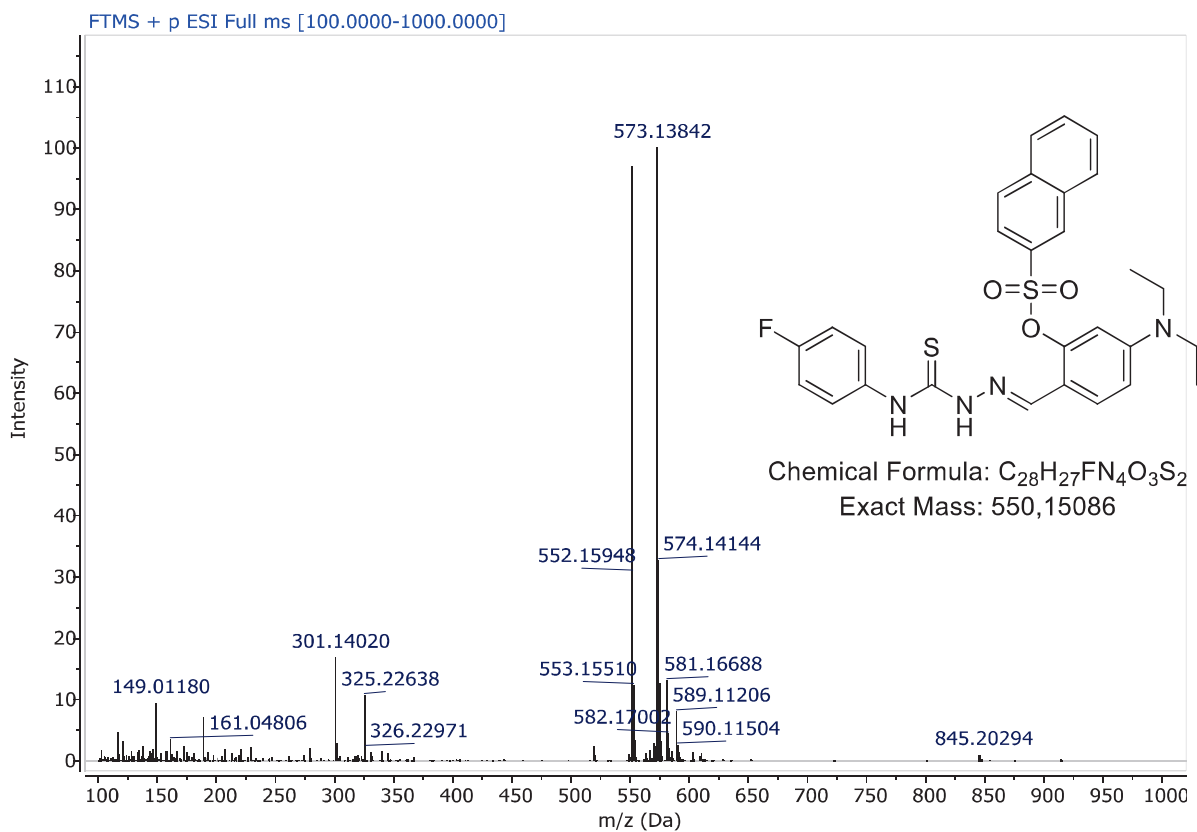 FTMS + p ESI Full ms [100.0000-1000.0000]
110
100
90
80
70
60
50
40
30
20
10
0
Intensity
573.13842
552.15948
574.14144
301.14020
553.15510
581.16688
149.01180
325.22638
589.11206
161.04806
582.17002
326.22971
590.11504
845.20294
F
S
N
H
N
H
N
O
O=S=O
N
Chemical Formula: C₂₈H₂₇FN₄O₃S₂
Exact Mass: 550,15086
100 150 200 250 300 350 400 450 500 550 600 650 700 750 800 850 900 950 1000
m/z (Da)